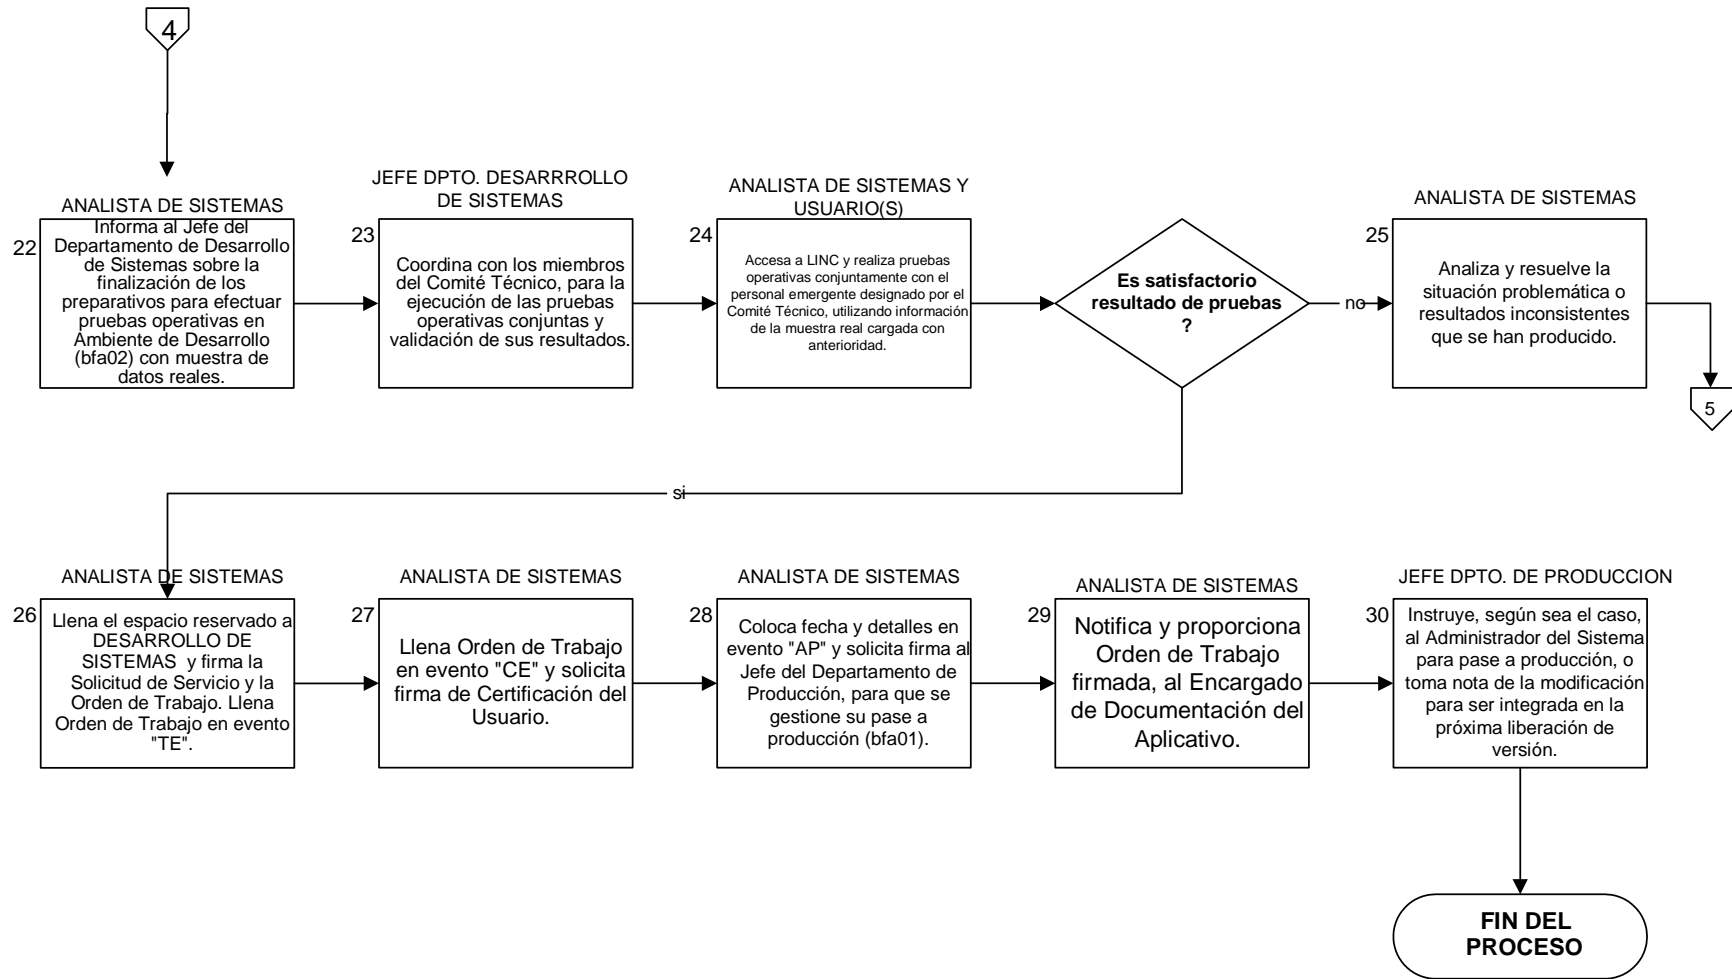 4
ANALISTA DE SISTEMAS
22
Informa al Jefe del
Departamento de Desarrollo
de Sistemas sobre la
finalización de los
preparativos para efectuar
pruebas operativas en
Ambiente de Desarrollo
(bfa02) con muestra de
datos reales.
JEFE DPTO. DESARRROLLO
DE SISTEMAS
23
Coordina con los miembros
del Comité Técnico, para la
ejecución de las pruebas
operativas conjuntas y
validación de sus resultados.
ANALISTA DE SISTEMAS Y
USUARIO(S)
24
Accesa a LINC y realiza pruebas
operativas conjuntamente con el
personal emergente designado por el
Comité Técnico, utilizando información
de la muestra real cargada con
anterioridad.
Es satisfactorio
resultado de pruebas
?
no
ANALISTA DE SISTEMAS
25
Analiza y resuelve la
situación problemática o
resultados inconsistentes
que se han producido.
5
si
ANALISTA DE SISTEMAS
26
Llena el espacio reservado a
DESARROLLO DE
SISTEMAS y firma la
Solicitud de Servicio y la
Orden de Trabajo. Llena
Orden de Trabajo en evento
"TE".
ANALISTA DE SISTEMAS
27
Llena Orden de Trabajo
en evento "CE" y solicita
firma de Certificación del
Usuario.
ANALISTA DE SISTEMAS
28
Coloca fecha y detalles en
evento "AP" y solicita firma al
Jefe del Departamento de
Producción, para que se
gestione su pase a
producción (bfa01).
ANALISTA DE SISTEMAS
29
Notifica y proporciona
Orden de Trabajo
firmada, al Encargado
de Documentación del
Aplicativo.
JEFE DPTO. DE PRODUCCION
30
Instruye, según sea el caso,
al Administrador del Sistema
para pase a producción, o
toma nota de la modificación
para ser integrada en la
próxima liberación de
versión.
FIN DEL
PROCESO